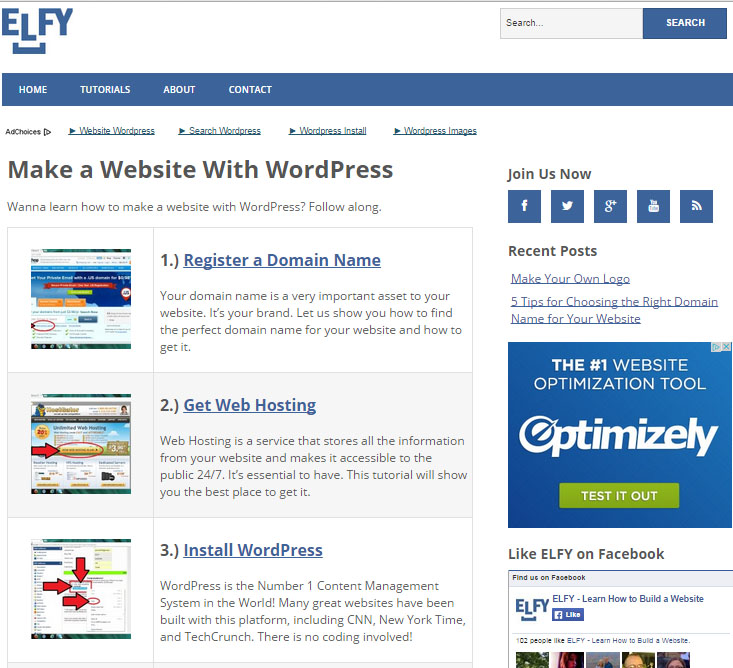 ELFY
Search...
SEARCH
HOME TUTORIALS ABOUT CONTACT
AdChoices
► Website Wordpress
► Search Wordpress
► Wordpress Install
► Wordpress Images
Make a Website With WordPress
Wanna learn how to make a website with WordPress? Follow along.
1.) Register a Domain Name
Your domain name is a very important asset to your
website. It’s your brand. Let us show you how to find
the perfect domain name for your website and how to
get it.
2.) Get Web Hosting
Web Hosting is a service that stores all the information
from your website and makes it accessible to the
public 24/7. It’s essential to have. This tutorial will show
you the best place to get it.
HostGator
Unlimited Web Hosting
3.) Install WordPress
WordPress is the Number 1 Content Management
System in the World! Many great websites have been
built with this platform, including CNN, New York Time,
and TechCrunch. There is no coding involved!
Join Us Now
f
g+
You
Recent Posts
Make Your Own Logo
5 Tips for Choosing the Right Domain
Name for Your Website
THE #1 WEBSITE
OPTIMIZATION TOOL
Optimizely
TEST IT OUT
Like ELFY on Facebook
Find us on Facebook
ELFY
ELFY - Learn How to Build a Website
Like
102 people like ELFY - Learn How to Build a Website.